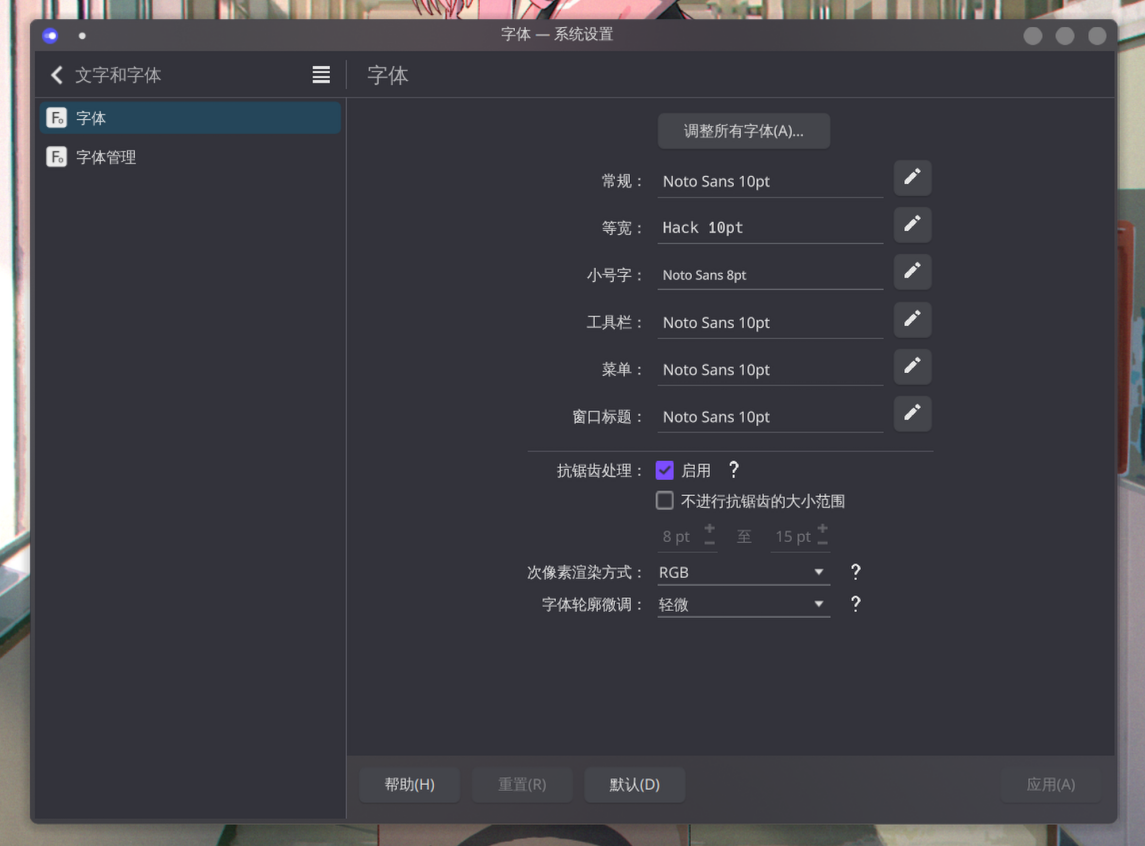 字体 — 系统设置
文字和字体
字体
字体
字体管理
调整所有字体(A)...
常规： Noto Sans 10pt
等宽： Hack 10pt
小号字： Noto Sans 8pt
工具栏： Noto Sans 10pt
菜单： Noto Sans 10pt
窗口标题： Noto Sans 10pt
抗锯齿处理： 启用 ?
不进行抗锯齿的大小范围
8 pt 至 15 pt
次像素渲染方式： RGB ?
字体轮廓微调： 轻微 ?
帮助(H) 重置(R) 默认(D) 应用(A)